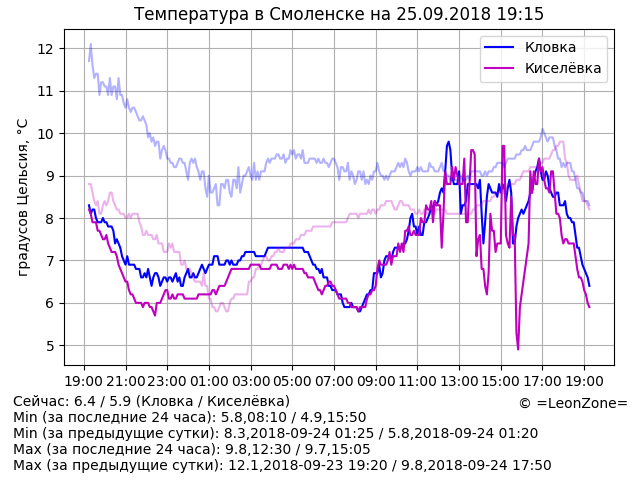 Температура в Смоленске на 25.09.2018 19:15
Кловка
Киселёвка
градусов Цельсия, °C
12
11
10
9
8
7
6
5
19:00 21:00 23:00 01:00 03:00 05:00 07:00 09:00 11:00 13:00 15:00 17:00 19:00
Сейчас: 6.4 / 5.9 (Кловка / Киселёвка)
© =LeonZone=
Min (за последние 24 часа): 5.8,08:10 / 4.9,15:50
Min (за предыдущие сутки): 8.3,2018-09-24 01:25 / 5.8,2018-09-24 01:20
Max (за последние 24 часа): 9.8,12:30 / 9.7,15:05
Max (за предыдущие сутки): 12.1,2018-09-23 19:20 / 9.8,2018-09-24 17:50